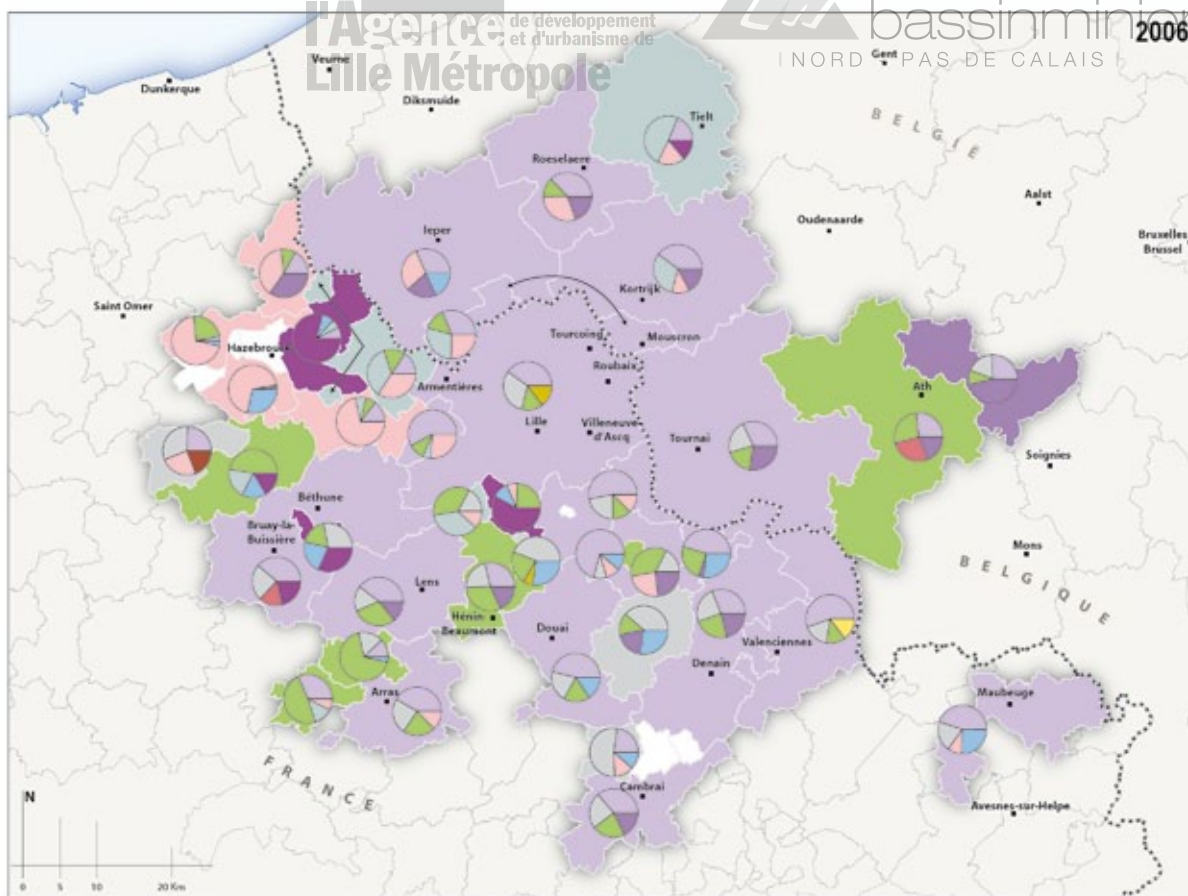 l'Agence de développement
et d'urbanisme de
Lille Métropole
bassinmini
NORD PAS DE CALAIS
2006
Veurne
Gent
Dunkerque
Diksmuide
Tielt
BELGIË
Roeselaere
Aalst
Oudenaarde
Ieper
Bruxelles
Brussel
Kortrijk
Saint Omer
Tourcoing
Mouscron
Hazebrou
Roubaix
Armentières
Ath
Lille
Villeneuve-
d'Ascq
Tournai
Soignies
Béthune
Bruay-la-
Buissière
Mons
BELGIQUE
Lens
Hénin-
Beaumont
Douai
Valenciennes
Denain
Arras
Maubeuge
FRANCE
Cambrai
Avesnes-sur-Helpe
N
0 5 10 20 Km